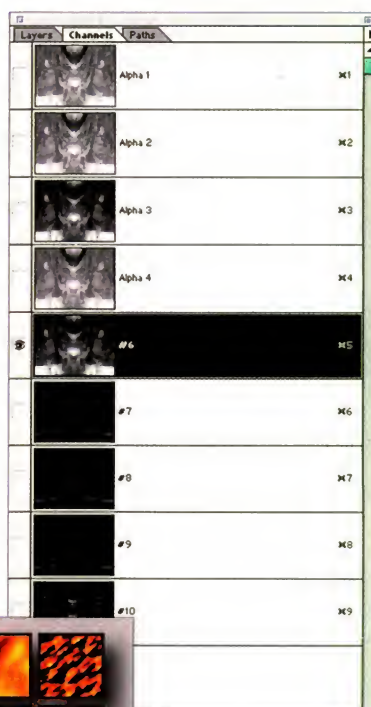 Layers Channels Paths
Alpha 1 ⌘1
Alpha 2 ⌘2
Alpha 3 ⌘3
Alpha 4 ⌘4
#6 ⌘5
#7 ⌘6
#8 ⌘7
#9 ⌘8
#10 ⌘9